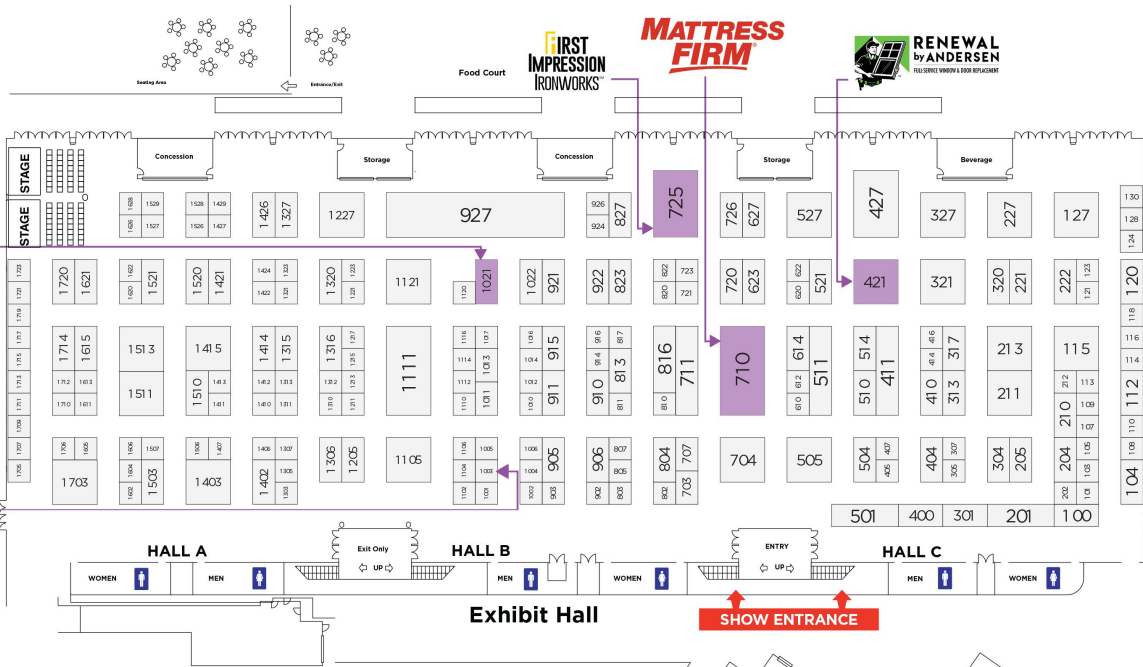 FIRST
IMPRESSION
IRONWORKS
MATTRESS
FIRM
RENEWAL
by ANDERSEN
FULL-SERVICE WINDOW & DOOR REPLACEMENT
Seating Area
Entrance/Exit
Food Court
STAGE
STAGE
Concession
Storage
Concession
Storage
Beverage
1628 1529 1528 1429 1426 1327 1227 927 926 827 725 726 627 527 427 327 227 127 130
1626 1527 1526 1427 924 128
124
1723 1720 1621 1622 1521 1520 1421 1424 1323 1320 1223 1121 1021 1022 921 922 823 822 723 720 623 622 521 421 321 320 221 222 123 120
1721 1620 1422 1321 1221 1120 820 721 620 121
1719 118
1717 1714 1615 1513 1415 1414 1315 1316 1217 1111 1116 1017 1016 915 916 817 816 711 710 614 511 514 411 416 317 213 115 116
1715 1215 1114 1013 1014 914 813 414 114
1713 1712 1613 1511 1510 1413 1412 1313 1312 1213 1112 1011 1012 911 910 612 510 410 313 211 212 113 112
1711 1710 1611 1411 1410 1311 1310 1211 1110 1010 811 810 610 210 109
1709 107 110
1707 1706 1605 1606 1507 1506 1407 1406 1307 1306 1205 1105 1106 1005 1006 905 906 807 804 707 704 505 504 407 404 307 304 205 204 105 108
1705 1703 1604 1503 1403 1402 1305 1104 1003 1004 805 703 405 305 103 104
1602 1303 1102 1001 1002 903 902 803 802 202 101
501 400 301 201 100
HALL A
Exit Only
UP
HALL B
ENTRY
UP
HALL C
WOMEN
MEN
MEN
WOMEN
MEN
WOMEN
Exhibit Hall
SHOW ENTRANCE